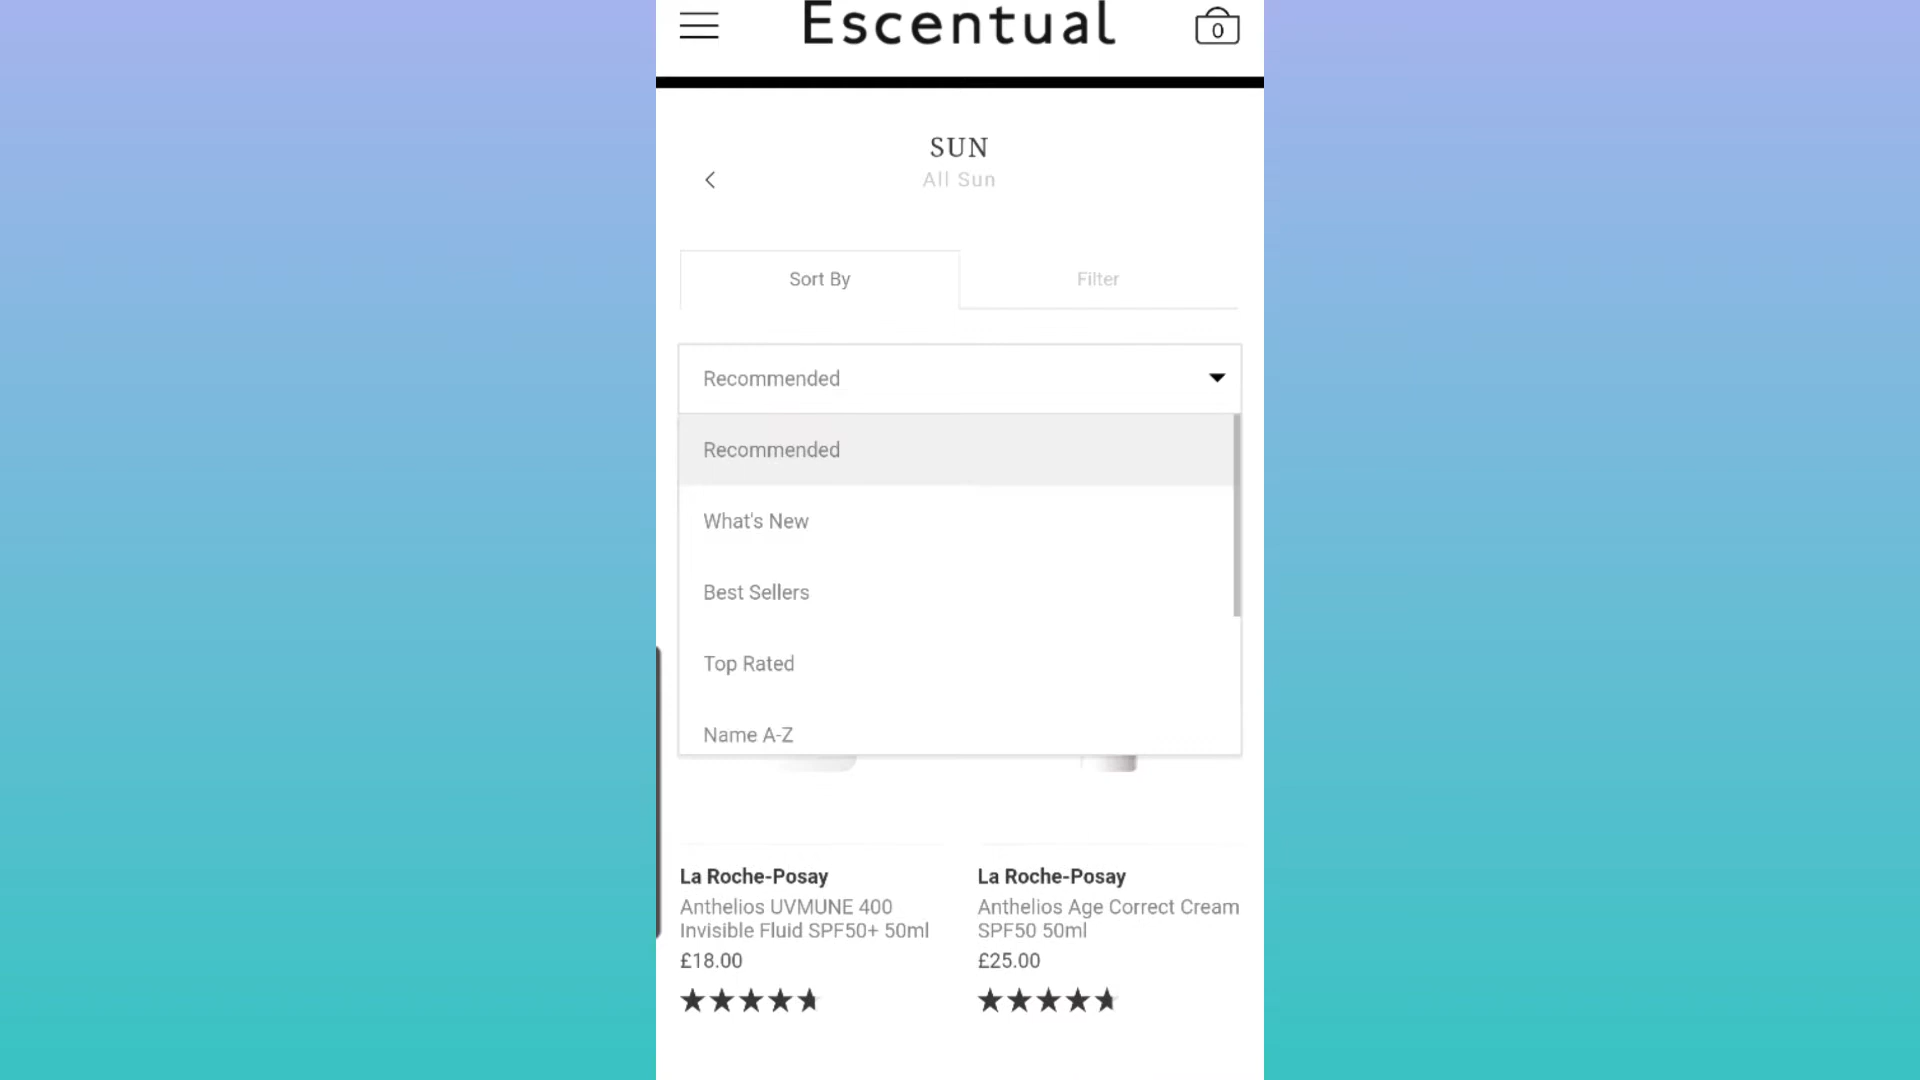 Escentual
0
SUN
All Sun
Sort By
Filter
Recommended
Recommended
What's New
Best Sellers
Top Rated
Name A-Z
La Roche-Posay
Anthelios UVMUNE 400
Invisible Fluid SPF50+ 50ml
£18.00
La Roche-Posay
Anthelios Age Correct Cream
SPF50 50ml
£25.00